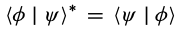 ⟨ϕ | ψ⟩* = ⟨ψ | ϕ⟩